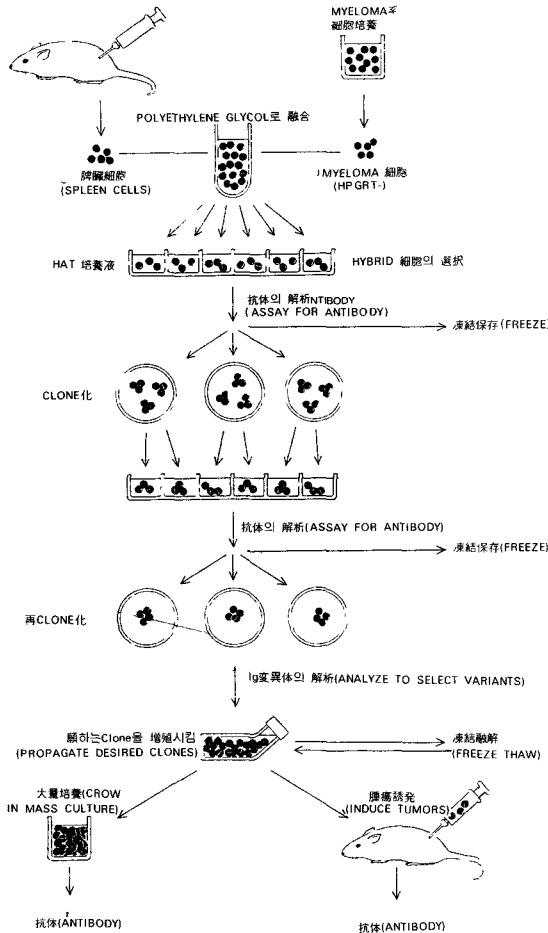 MYELOMA系
細胞培養
POLYETHYLENE GLYCOL로 融合
脾臟細胞
(SPLEEN CELLS)
MYELOMA 細胞
(HPGRT-)
HAT 培養液
HYBRID 細胞의 選択
抗体의 解析NTIBODY
(ASSAY FOR ANTIBODY)
凍結保存(FREEZE)
CLONE化
抗体의 解析(ASSAY FOR ANTIBODY)
凍結保存(FREEZE)
再CLONE化
Ig変異体의 解析(ANALYZE TO SELECT VARIANTS)
願하는Clone을 增殖시킴
(PROPAGATE DESIRED CLONES)
凍結融解
(FREEZE THAW)
大量培養(CROW
IN MASS CULTURE)
腫瘍誘発
(INDUCE TUMORS)
抗体(ANTIBODY)
抗体(ANTIBODY)